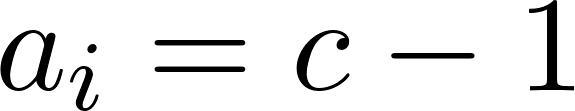 $a_i = c - 1$